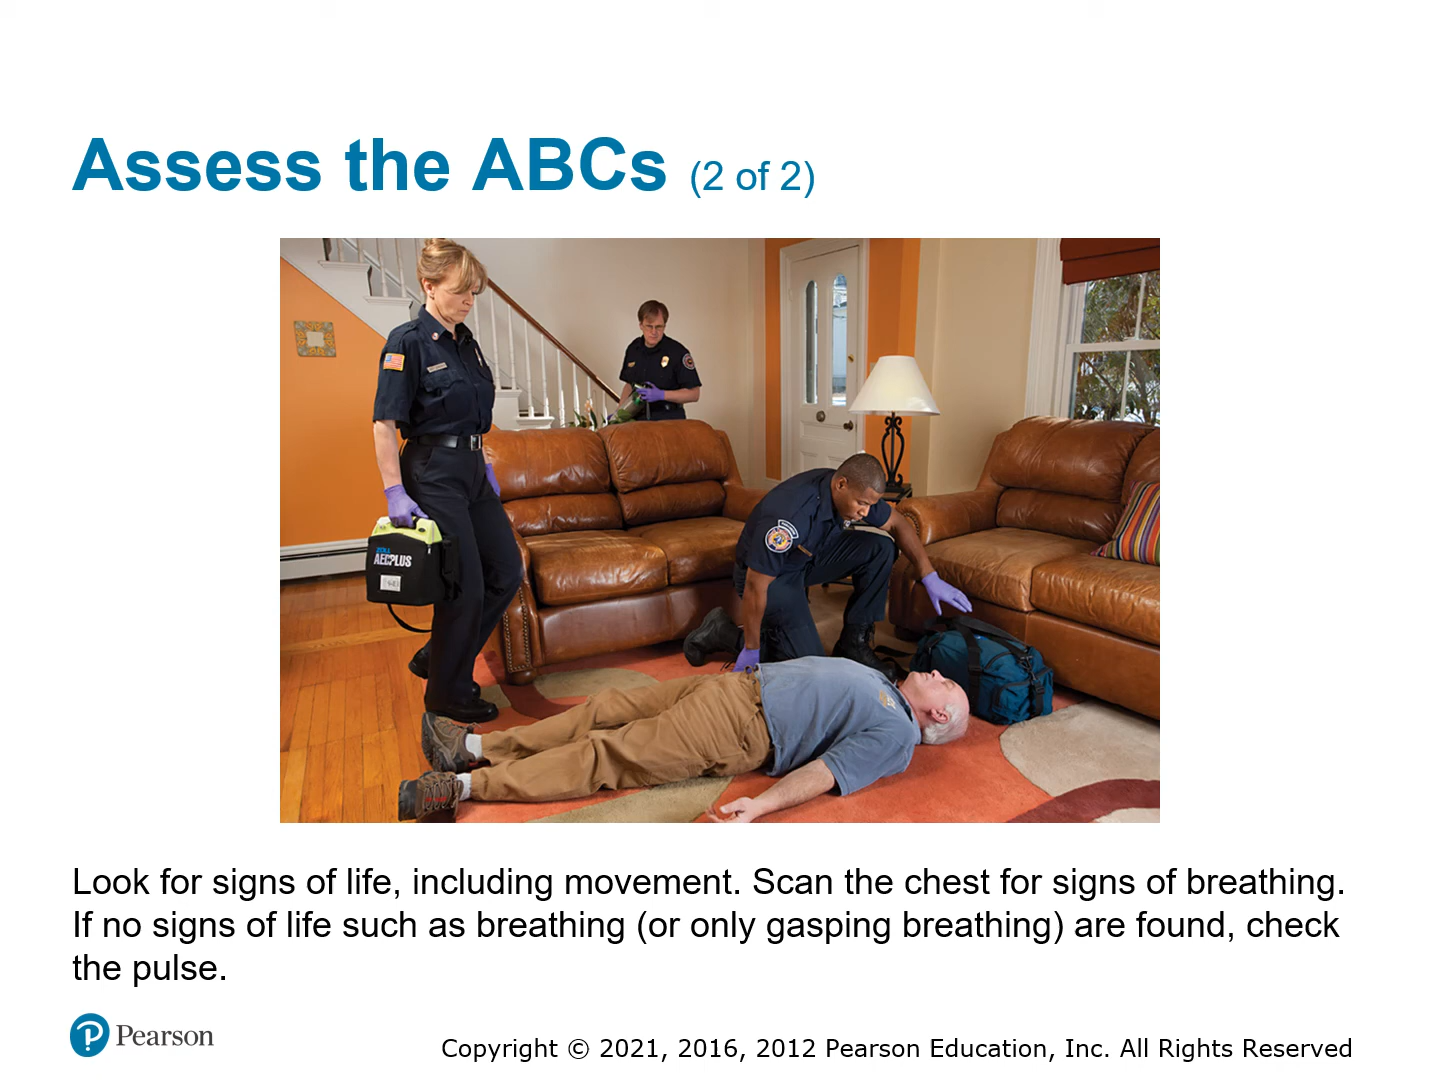 Assess the ABCs (2 of 2)
AEDPLUS
Look for signs of life, including movement. Scan the chest for signs of breathing.
If no signs of life such as breathing (or only gasping breathing) are found, check
the pulse.
Pearson
Copyright © 2021, 2016, 2012 Pearson Education, Inc. All Rights Reserved